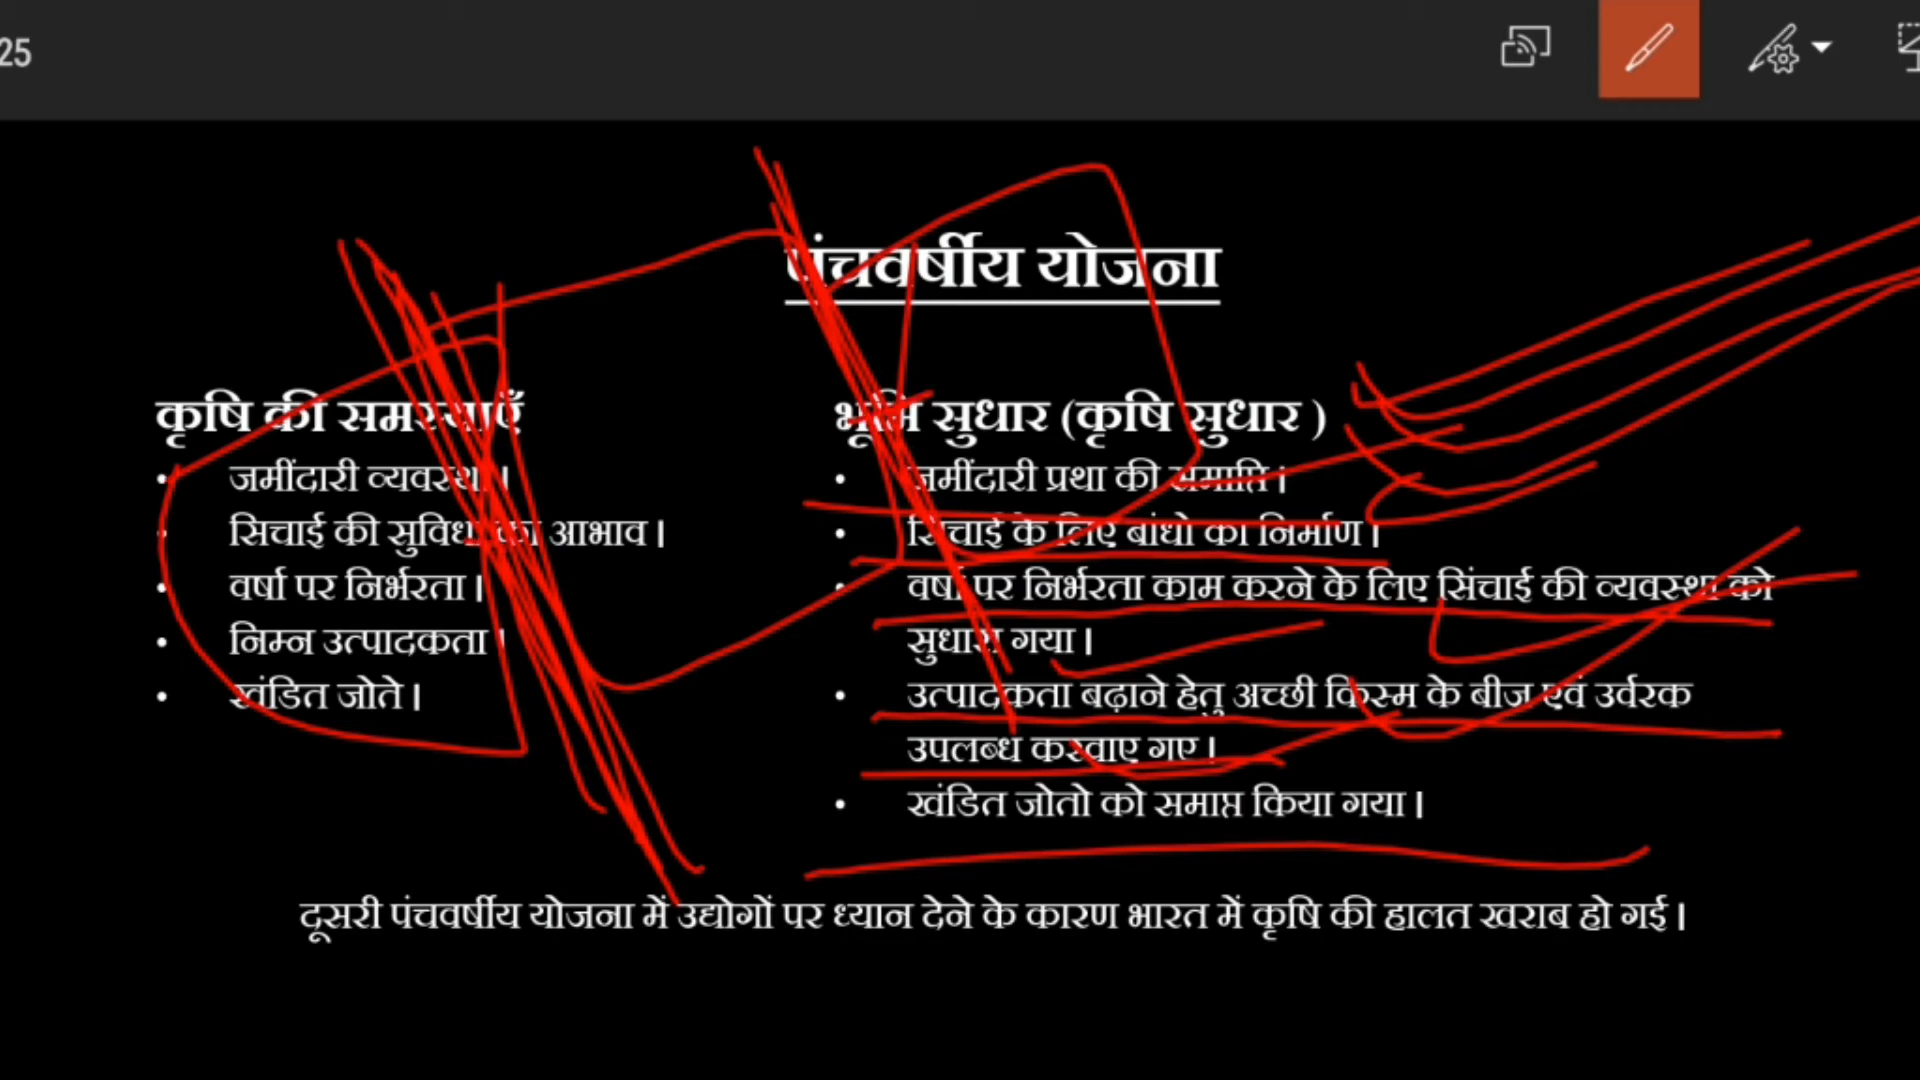 25
पंचवर्षीय योजना
कृषि की समस्याएँ
• जमींदारी व्यवस्था।
• सिचाई की सुविधा का आभाव।
• वर्षा पर निर्भरता।
• निम्न उत्पादकता।
• खंडित जोते।
भूमि सुधार (कृषि सुधार )
• जमींदारी प्रथा की समाप्ति।
• सिचाई के लिए बांधो का निर्माण।
• वर्षा पर निर्भरता काम करने के लिए सिंचाई की व्यवस्था को
सुधारा गया।
• उत्पादकता बढ़ाने हेतु अच्छी किस्म के बीज एवं उर्वरक
उपलब्ध करवाए गए।
• खंडित जोतो को समाप्त किया गया।
दूसरी पंचवर्षीय योजना में उद्योगों पर ध्यान देने के कारण भारत में कृषि की हालत खराब हो गई।